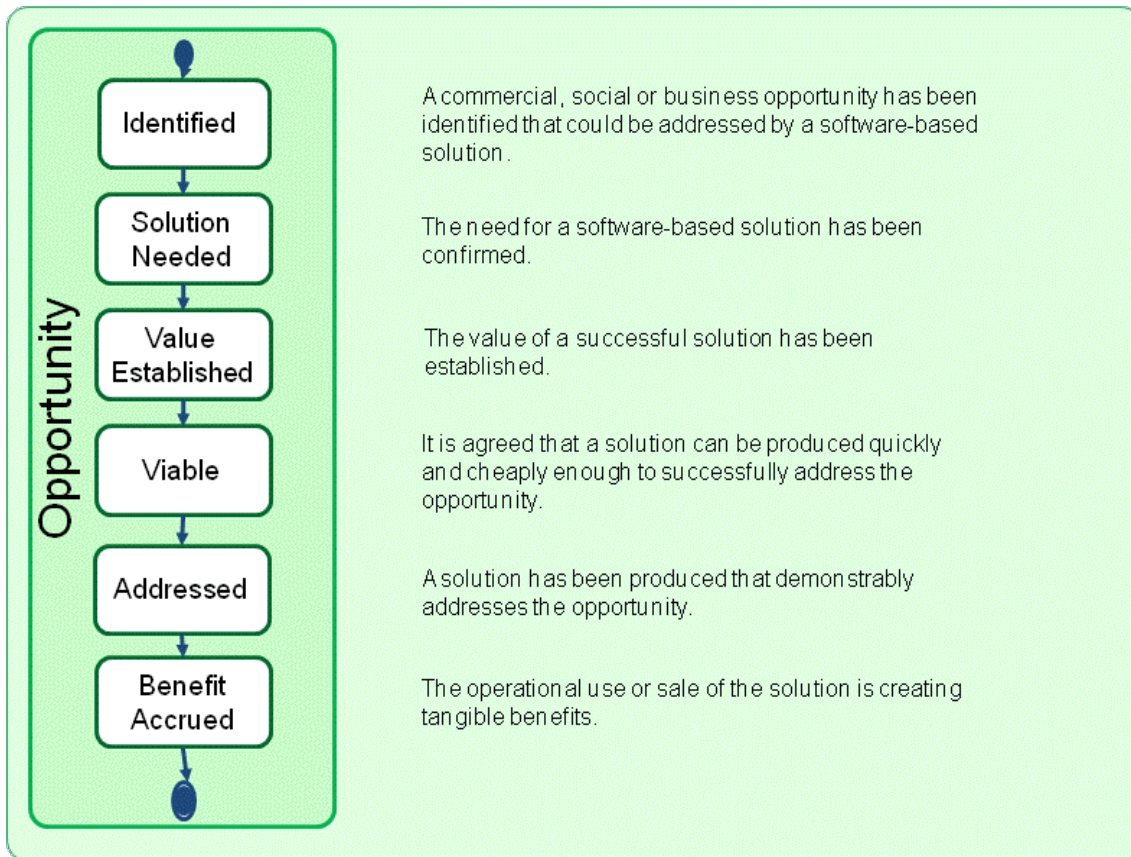 Opportunity
Identified
A commercial, social or business opportunity has been
identified that could be addressed by a software-based
solution.
Solution
Needed
The need for a software-based solution has been
confirmed.
Value
Established
The value of a successful solution has been
established.
Viable
It is agreed that a solution can be produced quickly
and cheaply enough to successfully address the
opportunity.
Addressed
A solution has been produced that demonstrably
addresses the opportunity.
Benefit
Accrued
The operational use or sale of the solution is creating
tangible benefits.